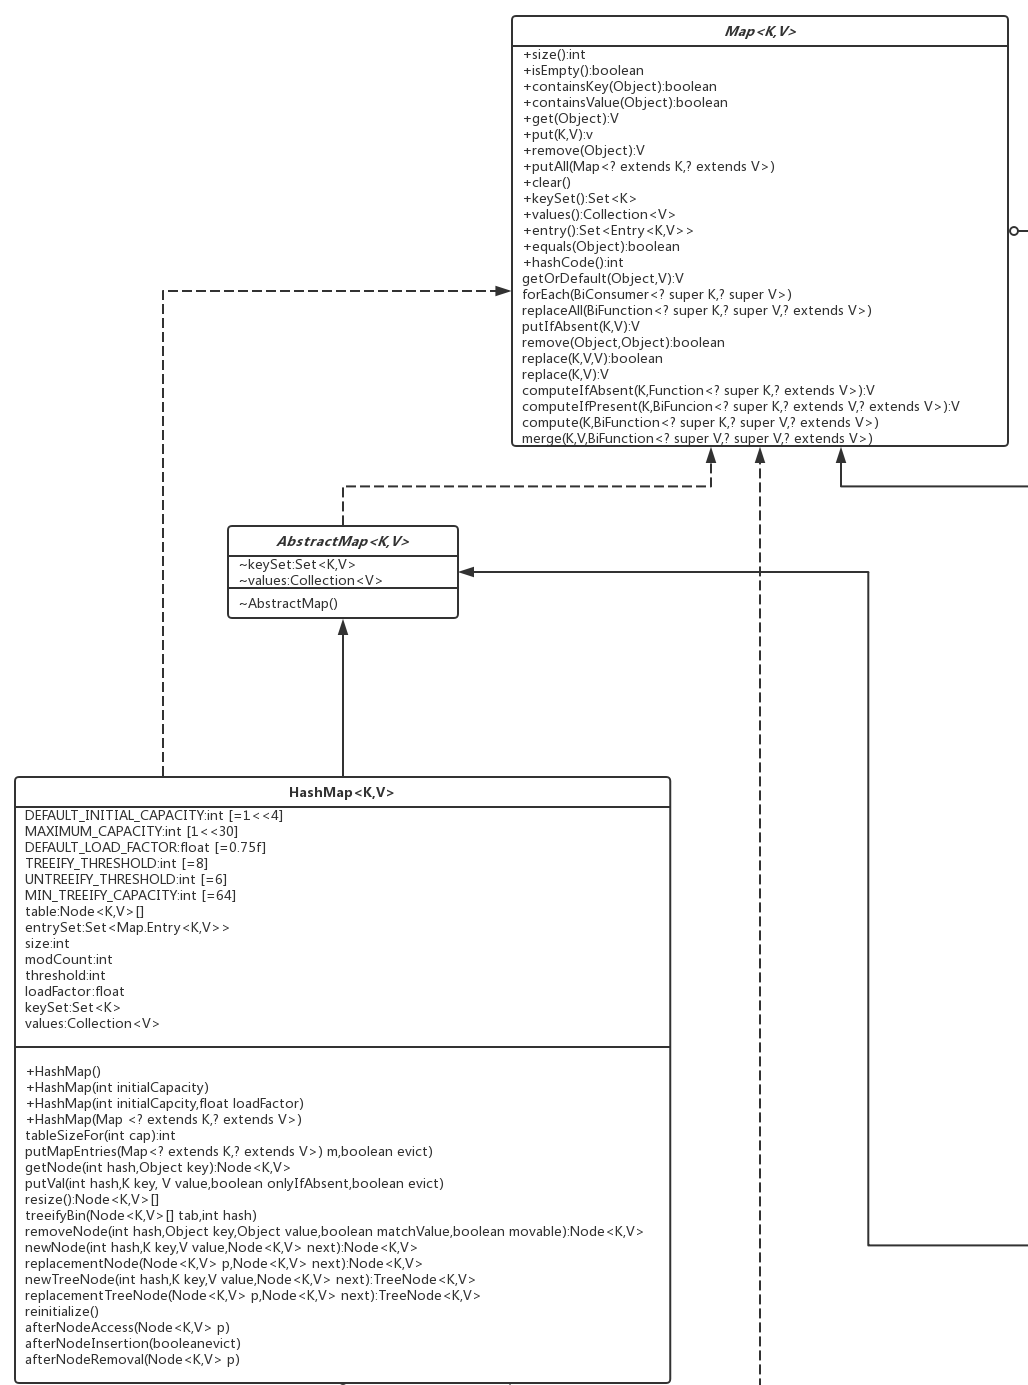 Map<K,V>
+size():int
+isEmpty():boolean
+containsKey(Object):boolean
+containsValue(Object):boolean
+get(Object):V
+put(K,V):v
+remove(Object):V
+putAll(Map<? extends K,? extends V>)
+clear()
+keySet():Set<K>
+values():Collection<V>
+entry():Set<Entry<K,V>>
+equals(Object):boolean
+hashCode():int
getOrDefault(Object,V):V
forEach(BiConsumer<? super K,? super V>)
replaceAll(BiFunction<? super K,? super V,? extends V>)
putIfAbsent(K,V):V
remove(Object,Object):boolean
replace(K,V,V):boolean
replace(K,V):V
computeIfAbsent(K,Function<? super K,? extends V>):V
computeIfPresent(K,BiFuncion<? super K,? extends V,? extends V>):V
compute(K,BiFunction<? super K,? super V,? extends V>)
merge(K,V,BiFunction<? super V,? super V,? extends V>)
AbstractMap<K,V>
~keySet:Set<K,V>
~values:Collection<V>
~AbstractMap()
HashMap<K,V>
DEFAULT_INITIAL_CAPACITY:int [=1<<4]
MAXIMUM_CAPACITY:int [1<<30]
DEFAULT_LOAD_FACTOR:float [=0.75f]
TREEIFY_THRESHOLD:int [=8]
UNTREEIFY_THRESHOLD:int [=6]
MIN_TREEIFY_CAPACITY:int [=64]
table:Node<K,V>[]
entrySet:Set<Map.Entry<K,V>>
size:int
modCount:int
threshold:int
loadFactor:float
keySet:Set<K>
values:Collection<V>
+HashMap()
+HashMap(int initialCapacity)
+HashMap(int initialCapcity,float loadFactor)
+HashMap(Map <? extends K,? extends V>)
tableSizeFor(int cap):int
putMapEntries(Map<? extends K,? extends V>) m,boolean evict)
getNode(int hash,Object key):Node<K,V>
putVal(int hash,K key, V value,boolean onlyIfAbsent,boolean evict)
resize():Node<K,V>[]
treeifyBin(Node<K,V>[] tab,int hash)
removeNode(int hash,Object key,Object value,boolean matchValue,boolean movable):Node<K,V>
newNode(int hash,K key,V value,Node<K,V> next):Node<K,V>
replacementNode(Node<K,V> p,Node<K,V> next):Node<K,V>
newTreeNode(int hash,K key,V value,Node<K,V> next):TreeNode<K,V>
replacementTreeNode(Node<K,V> p,Node<K,V> next):TreeNode<K,V>
reinitialize()
afterNodeAccess(Node<K,V> p)
afterNodeInsertion(booleanevict)
afterNodeRemoval(Node<K,V> p)